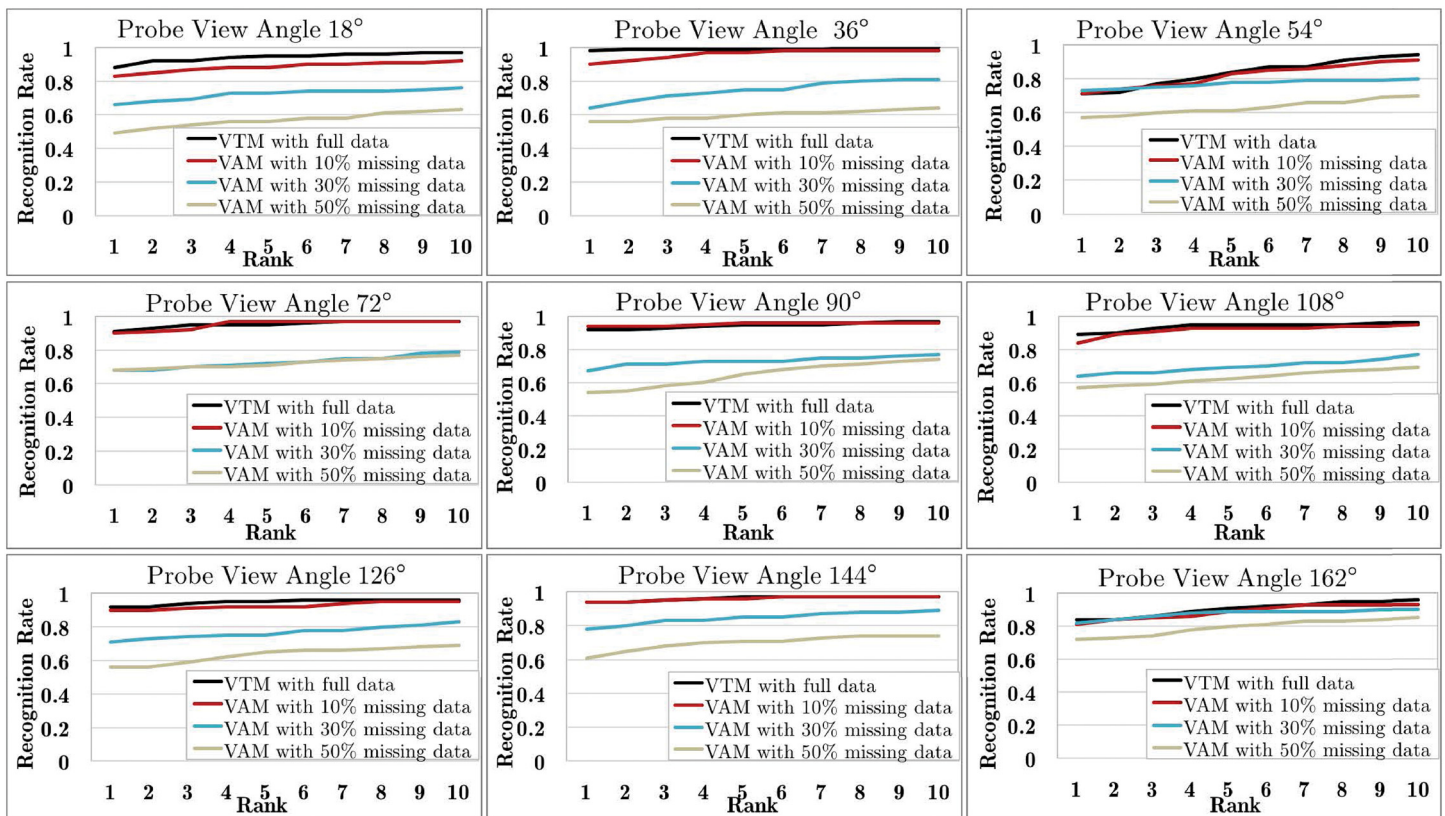 Probe View Angle 18°
Recognition Rate
1
0.8
0.6
0.4
0.2
0
VTM with full data
VAM with 10% missing data
VAM with 30% missing data
VAM with 50% missing data
1 2 3 4 5 6 7 8 9 10
Rank
Probe View Angle 36°
Recognition Rate
1
0.8
0.6
0.4
0.2
0
VTM with full data
VAM with 10% missing data
VAM with 30% missing data
VAM with 50% missing data
1 2 3 4 5 6 7 8 9 10
Rank
Probe View Angle 54°
Recognition Rate
1
0.8
0.6
0.4
0.2
0
VTM with data
VAM with 10% missing data
VAM with 30% missing data
VAM with 50% missing data
1 2 3 4 5 6 7 8 9 10
Rank
Probe View Angle 72°
Recognition Rate
1
0.8
0.6
0.4
0.2
0
VTM with full data
VAM with 10% missing data
VAM with 30% missing data
VAM with 50% missing data
1 2 3 4 5 6 7 8 9 10
Rank
Probe View Angle 90°
Recognition Rate
1
0.8
0.6
0.4
0.2
0
VTM with full data
VAM with 10% missing data
VAM with 30% missing data
VAM with 50% missing data
1 2 3 4 5 6 7 8 9 10
Rank
Probe View Angle 108°
Recognition Rate
1
0.8
0.6
0.4
0.2
0
VTM with full data
VAM with 10% missing data
VAM with 30% missing data
VAM with 50% missing data
1 2 3 4 5 6 7 8 9 10
Rank
Probe View Angle 126°
Recognition Rate
1
0.8
0.6
0.4
0.2
0
VTM with full data
VAM with 10% missing data
VAM with 30% missing data
VAM with 50% missing data
1 2 3 4 5 6 7 8 9 10
Rank
Probe View Angle 144°
Recognition Rate
1
0.8
0.6
0.4
0.2
0
VTM with full data
VAM with 10% missing data
VAM with 30% missing data
VAM with 50% missing data
1 2 3 4 5 6 7 8 9 10
Rank
Probe View Angle 162°
Recognition Rate
1
0.8
0.6
0.4
0.2
0
VTM with full data
VAM with 10% missing data
VAM with 30% missing data
VAM with 50% missing data
1 2 3 4 5 6 7 8 9 10
Rank